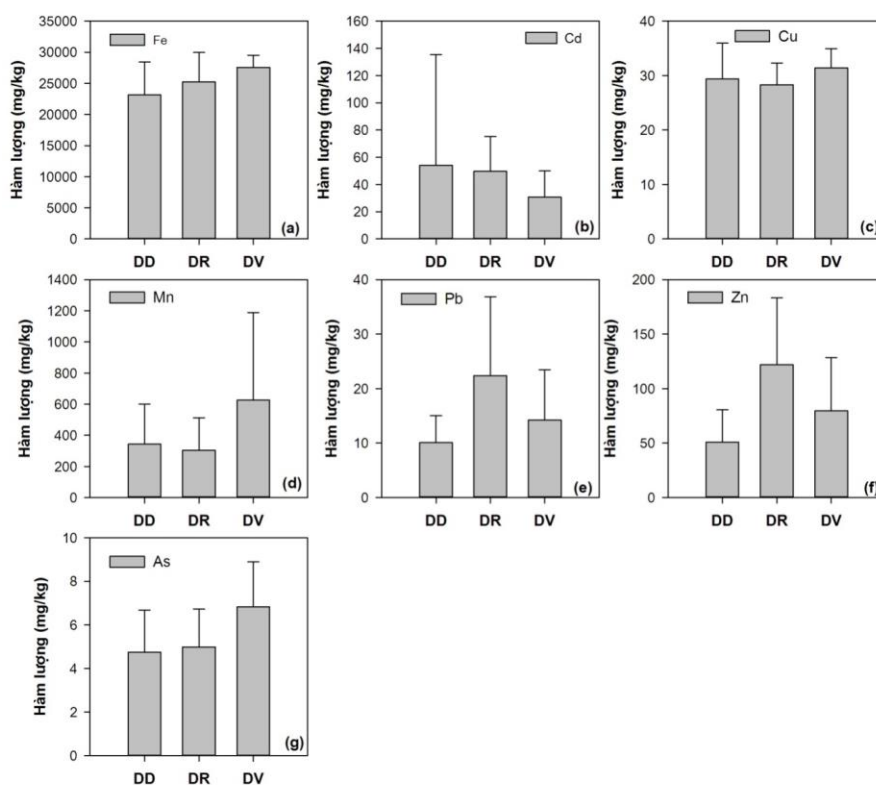 Hàm lượng (mg/kg)
35000
30000
25000
20000
15000
10000
5000
0
Fe
(a)
DD DR DV
Hàm lượng (mg/kg)
160
140
120
100
80
60
40
20
0
Cd
(b)
DD DR DV
Hàm lượng (mg/kg)
40
30
20
10
0
Cu
(c)
DD DR DV
Hàm lượng (mg/kg)
1400
1200
1000
800
600
400
200
0
Mn
(d)
DD DR DV
Hàm lượng (mg/kg)
40
30
20
10
0
Pb
(e)
DD DR DV
Hàm lượng (mg/kg)
200
150
100
50
0
Zn
(f)
DD DR DV
Hàm lượng (mg/kg)
10
8
6
4
2
0
As
(g)
DD DR DV